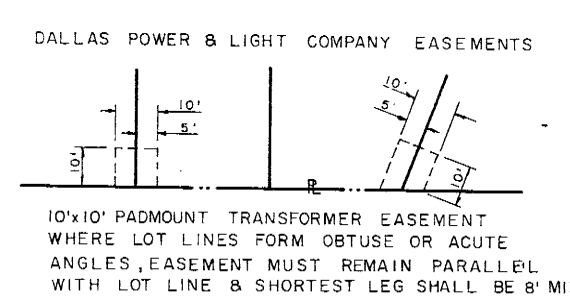 DALLAS POWER & LIGHT COMPANY EASEMENTS
10'
5'
10'
10'
5'
10'
PL
10'x10' PADMOUNT TRANSFORMER EASEMENT
WHERE LOT LINES FORM OBTUSE OR ACUTE
ANGLES, EASEMENT MUST REMAIN PARALLEL
WITH LOT LINE & SHORTEST LEG SHALL BE 8' MI